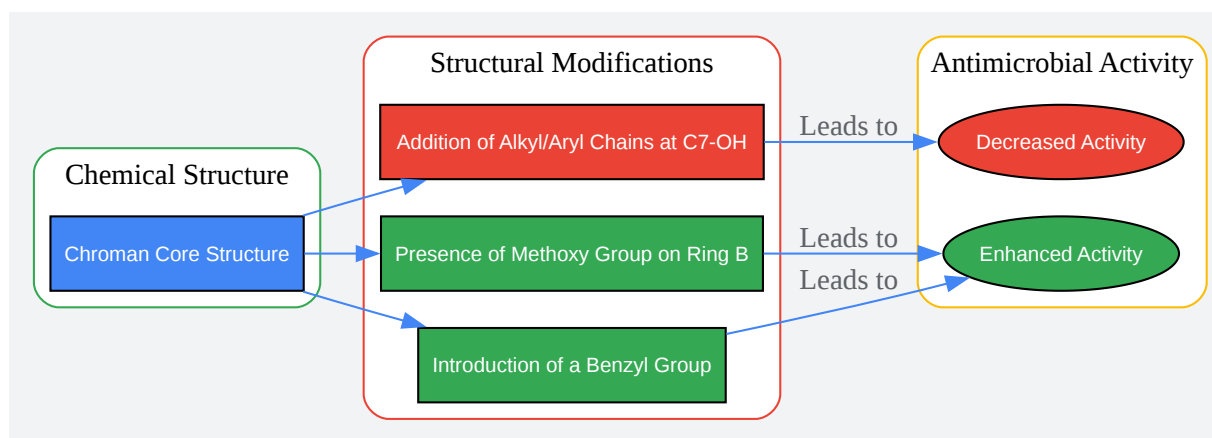 Chemical Structure
Chroman Core Structure
Structural Modifications
Addition of Alkyl/Aryl Chains at C7-OH
Presence of Methoxy Group on Ring B
Introduction of a Benzyl Group
Leads to
Leads to
Leads to
Antimicrobial Activity
Decreased Activity
Enhanced Activity